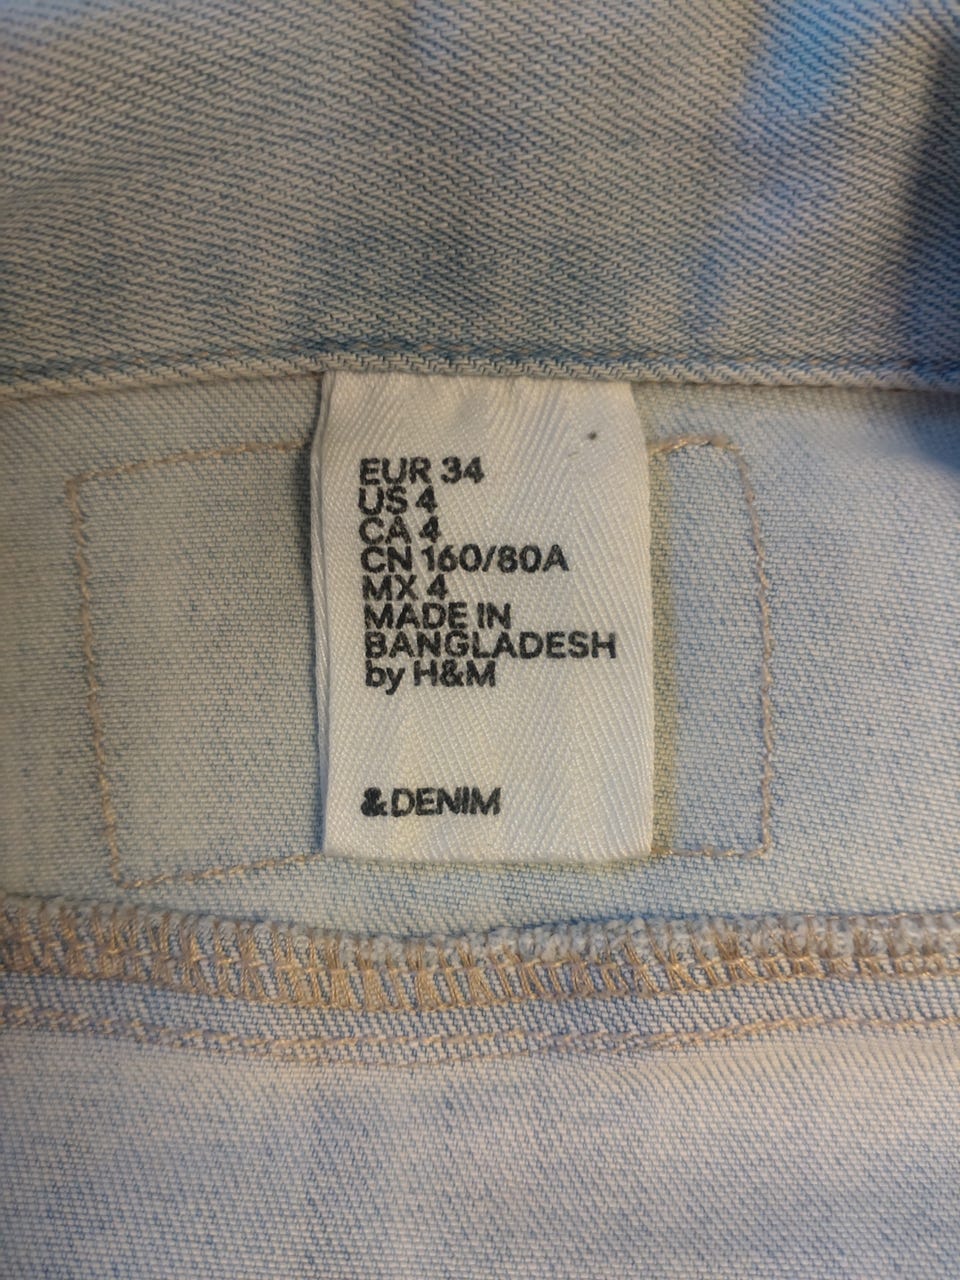 EUR 34
US 4
CA 4
CN 160/80A
MX 4
MADE IN
BANGLADESH
by H&M
&DENIM